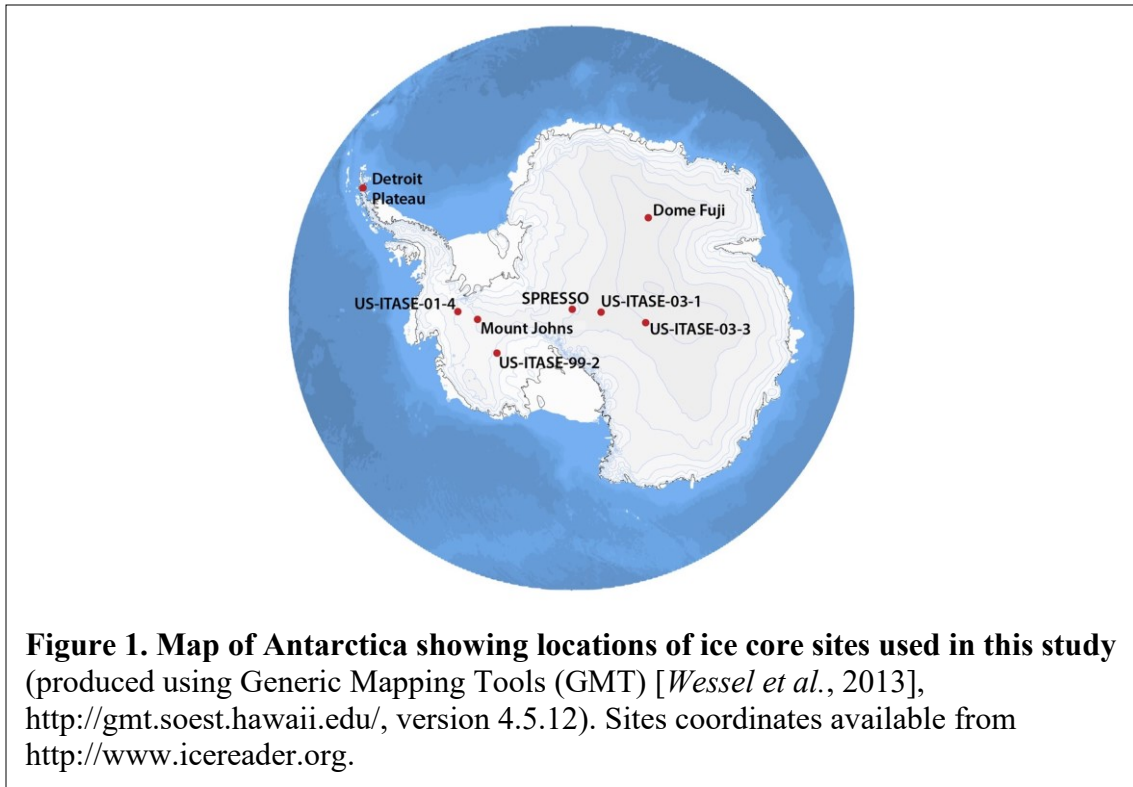 Detroit
Plateau
Dome Fuji
US-ITASE-01-4
SPRESSO
US-ITASE-03-1
Mount Johns
US-ITASE-03-3
US-ITASE-99-2
Figure 1. Map of Antarctica showing locations of ice core sites used in this study
(produced using Generic Mapping Tools (GMT) [Wessel et al., 2013],
http://gmt.soest.hawaii.edu/, version 4.5.12). Sites coordinates available from
http://www.icereader.org.